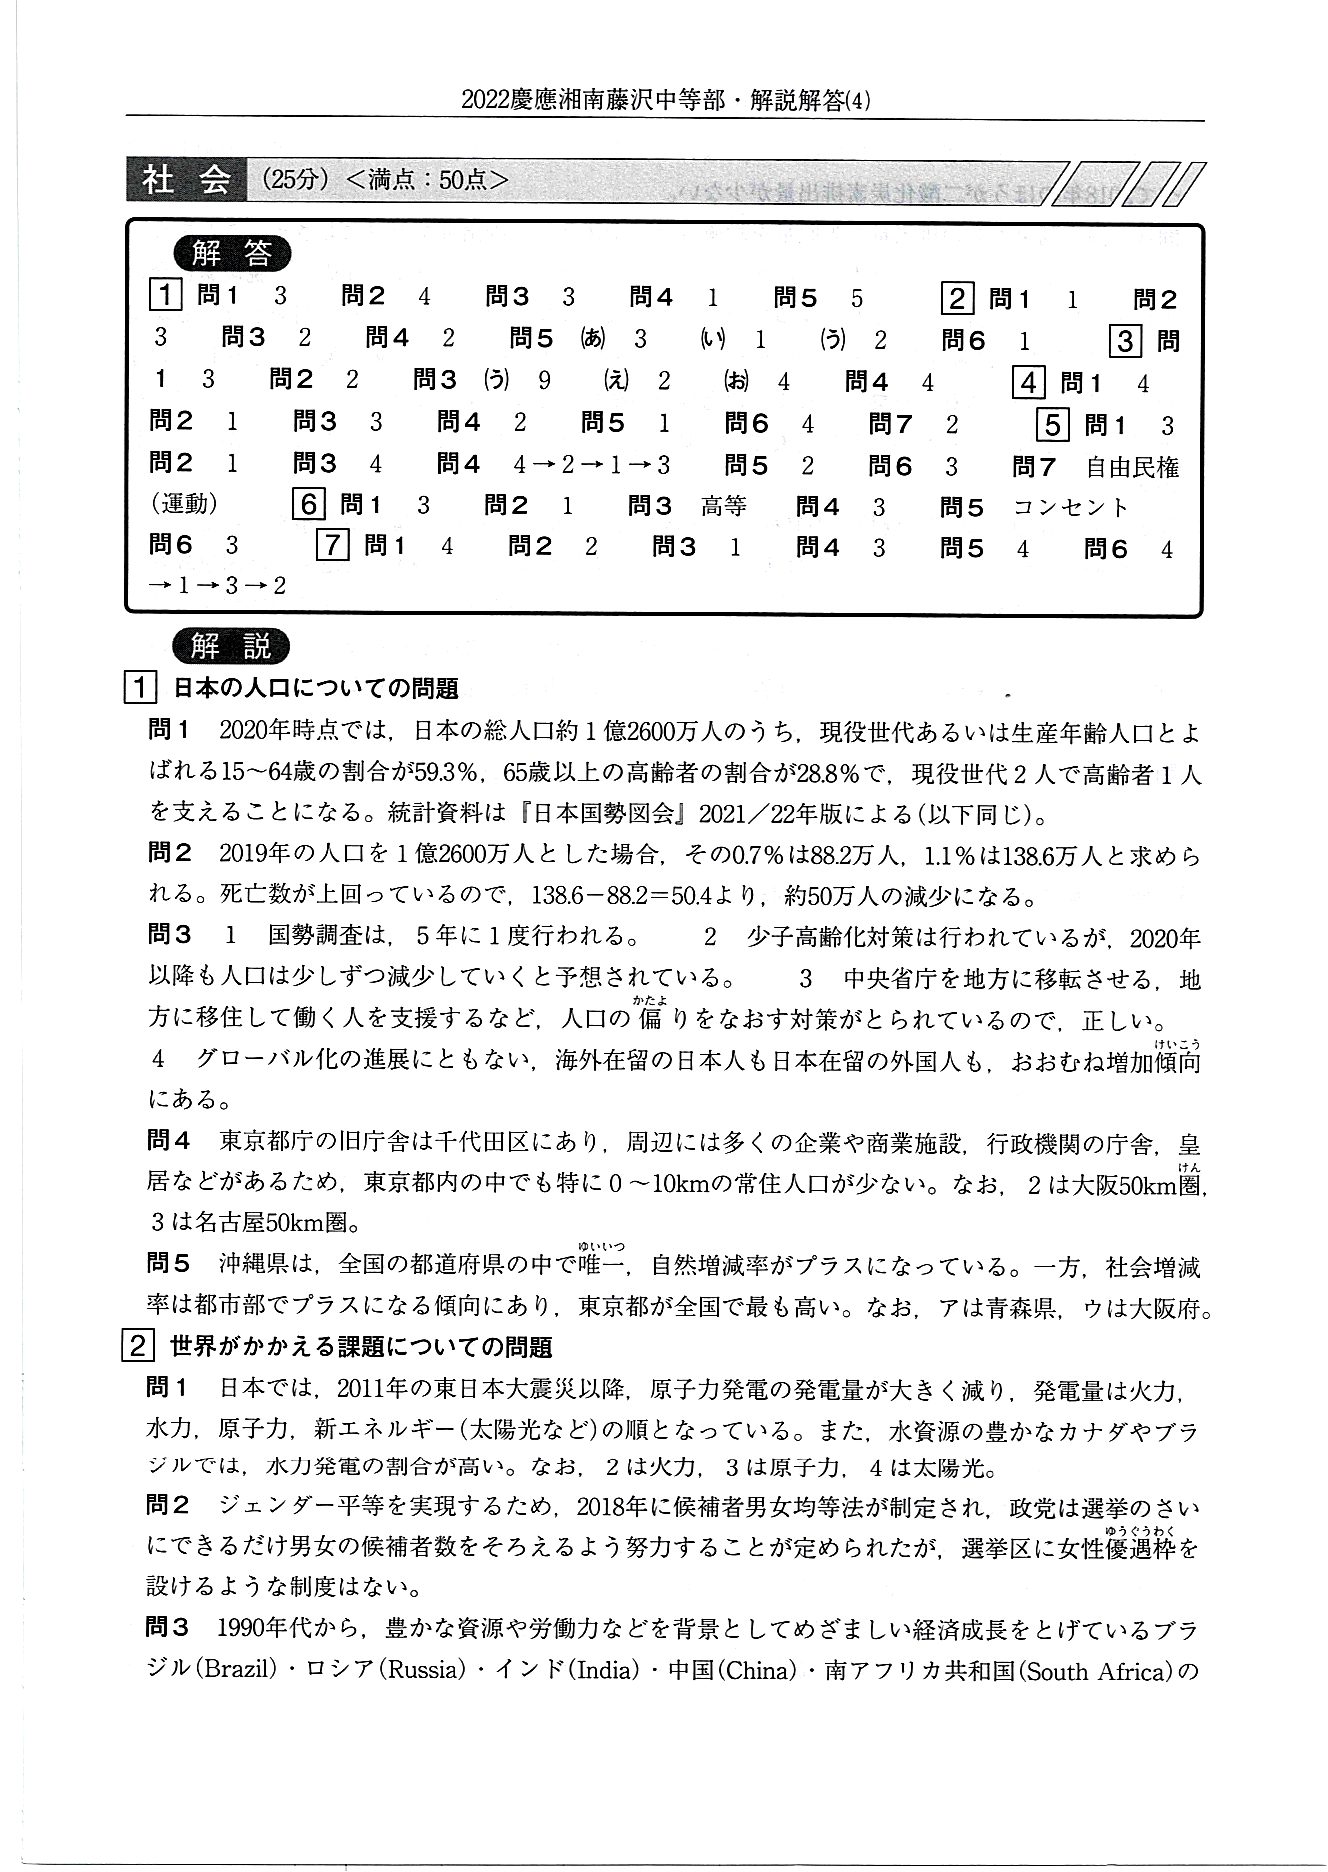 2022慶應湘南藤沢中等部・解説解答(4)
社会 (25分) <満点：50点>
解答
1 問1 3 問2 4 問3 3 問4 1 問5 5 2 問1 1 問2
3 問3 2 問4 2 問5 (あ) 3 (い) 1 (う) 2 問6 1 3 問
1 3 問2 2 問3 (う) 9 (え) 2 (お) 4 問4 4 4 問1 4
問2 1 問3 3 問4 2 問5 1 問6 4 問7 2 5 問1 3
問2 1 問3 4 問4 4→2→1→3 問5 2 問6 3 問7 自由民権
(運動) 6 問1 3 問2 1 問3 高等 問4 3 問5 コンセント
問6 3 7 問1 4 問2 2 問3 1 問4 3 問5 4 問6 4
→1→3→2
解説
1 日本の人口についての問題
問1 2020年時点では，日本の総人口約1億2600万人のうち，現役世代あるいは生産年齢人口とよ
ばれる15～64歳の割合が59.3％，65歳以上の高齢者の割合が28.8％で，現役世代2人で高齢者1人
を支えることになる。統計資料は『日本国勢図会』2021／22年版による(以下同じ)。
問2 2019年の人口を1億2600万人とした場合，その0.7％は88.2万人，1.1％は138.6万人と求めら
れる。死亡数が上回っているので，138.6－88.2＝50.4より，約50万人の減少になる。
問3 1 国勢調査は，5年に1度行われる。 2 少子高齢化対策は行われているが，2020年
以降も人口は少しずつ減少していくと予想されている。 3 中央省庁を地方に移転させる，地
かたよ
方に移住して働く人を支援するなど，人口の偏りをなおす対策がとられているので，正しい。
けいこう
4 グローバル化の進展にともない，海外在留の日本人も日本在留の外国人も，おおむね増加傾向
にある。
問4 東京都庁の旧庁舎は千代田区にあり，周辺には多くの企業や商業施設，行政機関の庁舎，皇
けん
居などがあるため，東京都内の中でも特に0～10kmの常住人口が少ない。なお，2は大阪50km圏，
3は名古屋50km圏。
ゆいいつ
問5 沖縄県は，全国の都道府県の中で唯一，自然増減率がプラスになっている。一方，社会増減
率は都市部でプラスになる傾向にあり，東京都が全国で最も高い。なお，アは青森県，ウは大阪府。
2 世界がかかえる課題についての問題
問1 日本では，2011年の東日本大震災以降，原子力発電の発電量が大きく減り，発電量は火力，
水力，原子力，新エネルギー(太陽光など)の順となっている。また，水資源の豊かなカナダやブラ
ジルでは，水力発電の割合が高い。なお，2は火力，3は原子力，4は太陽光。
問2 ジェンダー平等を実現するため，2018年に候補者男女均等法が制定され，政党は選挙のさい
ゆうぐうわく
にできるだけ男女の候補者数をそろえるよう努力することが定められたが，選挙区に女性優遇枠を
設けるような制度はない。
問3 1990年代から，豊かな資源や労働力などを背景としてめざましい経済成長をとげているブラ
ジル(Brazil)・ロシア(Russia)・インド(India)・中国(China)・南アフリカ共和国(South Africa)の